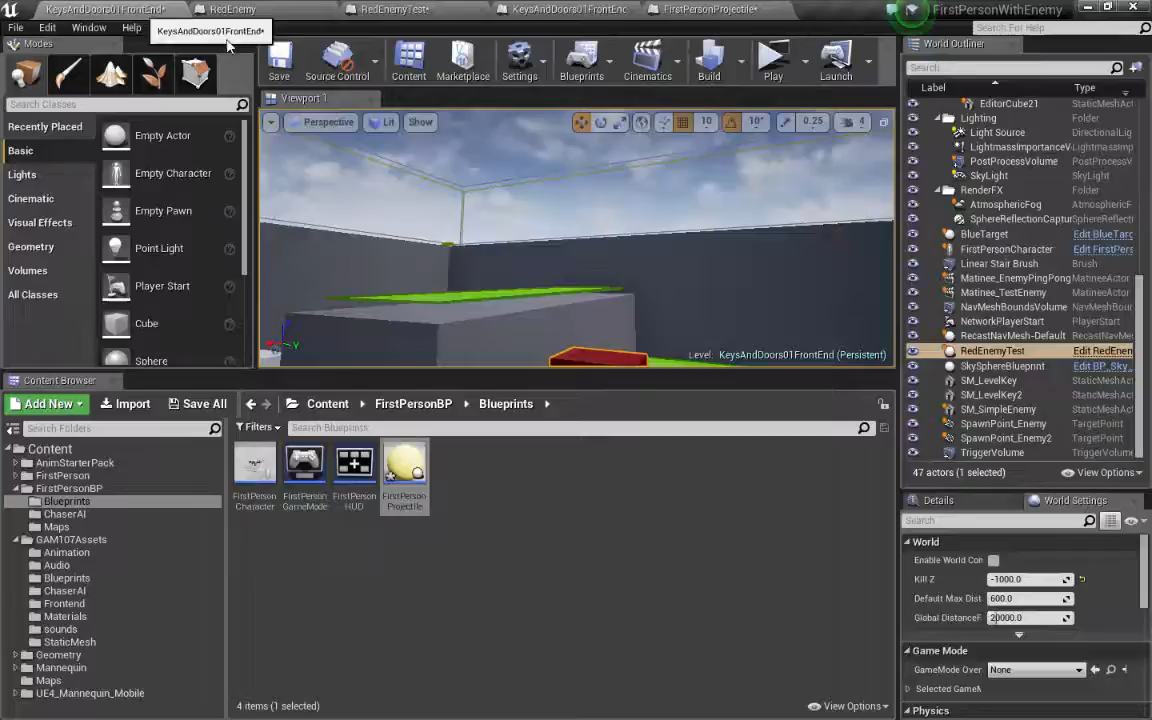 KeysAndDoors01FrontEnd*
RedEnemy
RedEnemyTest*
KeysAndDoors01FrontEnc
FirstPersonProjectile*
FirstPersonWithEnemy
File
Edit
Window
Help
KeysAndDoors01FrontEnd*
Search For Help
Modes
Search Classes
Recently Placed
Basic
Lights
Cinematic
Visual Effects
Geometry
Volumes
All Classes
Empty Actor
Empty Character
Empty Pawn
Point Light
Player Start
Cube
Sphere
Save
Source Control
Content
Marketplace
Settings
Blueprints
Cinematics
Build
Play
Launch
Viewport 1
Perspective
Lit
Show
10
10°
0.25
4
Level: KeysAndDoors01FrontEnd (Persistent)
World Outliner
Search
Label
Type
EditorCube21 StaticMeshAct
Lighting Folder
Light Source DirectionalLig
LightmassImportanceV LightmassImp
PostProcessVolume PostProcessV
SkyLight SkyLight
RenderFX Folder
AtmosphericFog AtmosphericF
SphereReflectionCaptur SphereReflecti
BlueTarget Edit BlueTarc
FirstPersonCharacter Edit FirstPers
Linear Stair Brush Brush
Matinee_EnemyPingPong MatineeActor
Matinee_TestEnemy MatineeActor
NavMeshBoundsVolume NavMeshBoun
NetworkPlayerStart PlayerStart
RecastNavMesh-Default RecastNavMe
RedEnemyTest Edit RedEnen
SkySphereBlueprint Edit BP_Sky_
SM_LevelKey StaticMeshAct
SM_LevelKey2 StaticMeshAct
SM_SimpleEnemy StaticMeshAct
SpawnPoint_Enemy TargetPoint
SpawnPoint_Enemy2 TargetPoint
TriggerVolume TriggerVolume
47 actors (1 selected)
View Options
Content Browser
Add New
Import
Save All
Content
FirstPersonBP
Blueprints
Search Folders
Filters
Search Blueprints
Content
AnimStarterPack
FirstPerson
FirstPersonBP
Blueprints
ChaserAI
Maps
GAM107Assets
Animation
Audio
Blueprints
ChaserAI
Frontend
Materials
sounds
StaticMesh
Geometry
Mannequin
Maps
UE4_Mannequin_Mobile
FirstPerson
Character
FirstPerson
GameMode
FirstPerson
HUD
FirstPerson
Projectile
4 items (1 selected)
View Options
Details
World Settings
Search
World
Enable World Con
Kill Z -1000.0
Default Max Dist 600.0
Global DistanceF 20000.0
Game Mode
GameMode Over None
Selected GameM
Physics